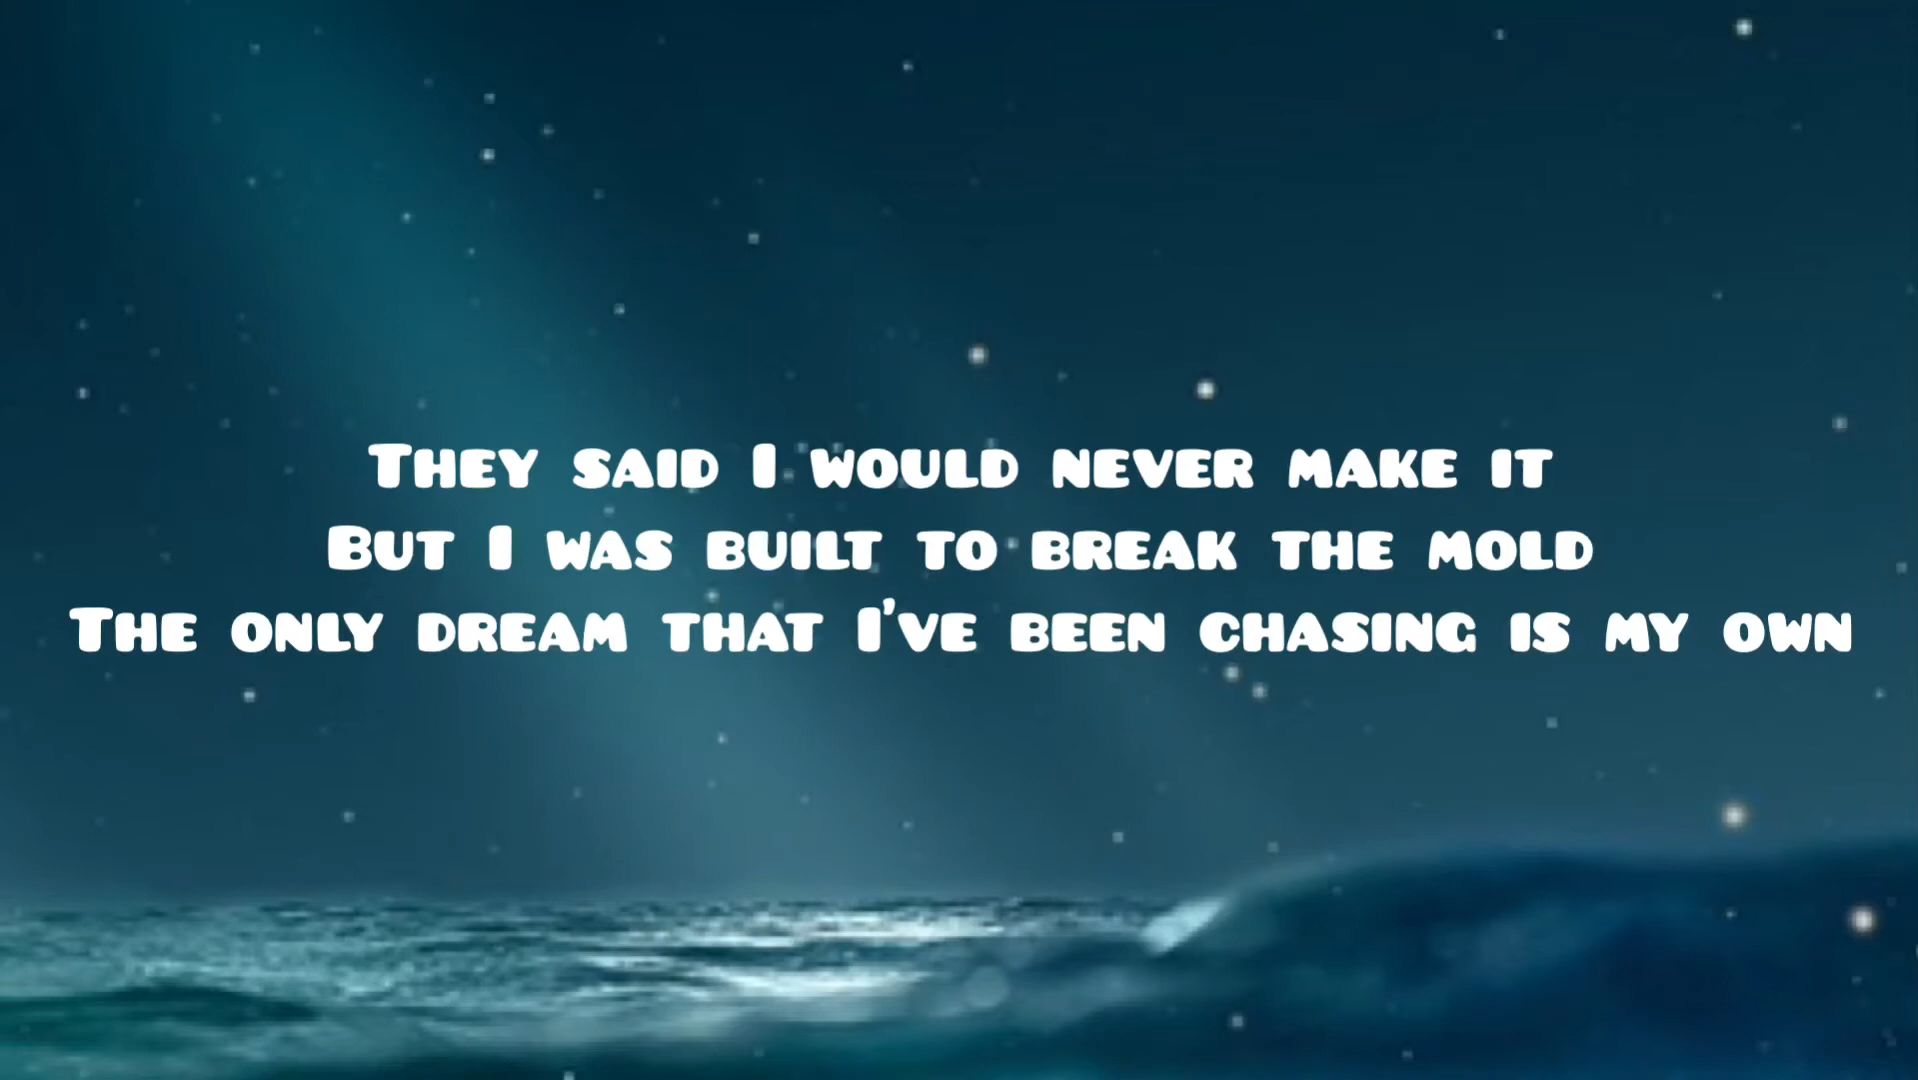 They said I would never make it
But I was built to break the mold
The only dream that I've been chasing is my own